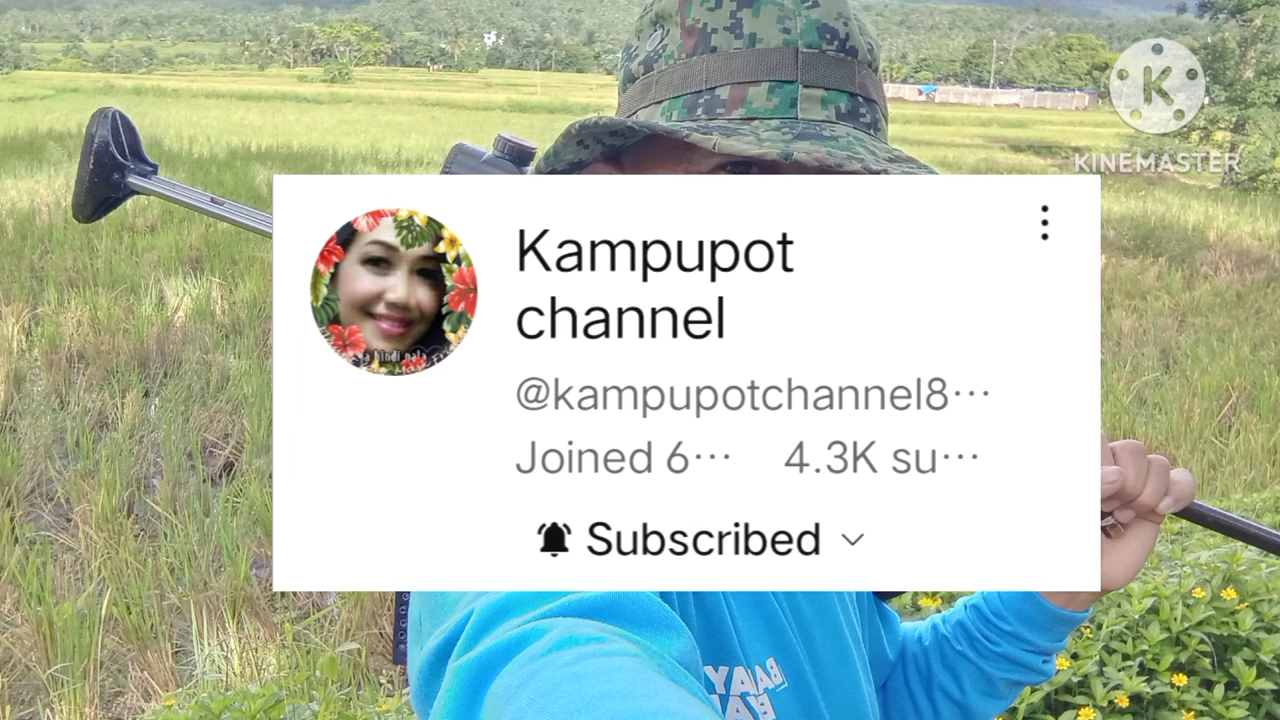 K
KINEMASTER
Kampupot
channel
@kampupotchannel8···
Joined 6··· 4.3K su···
Subscribed